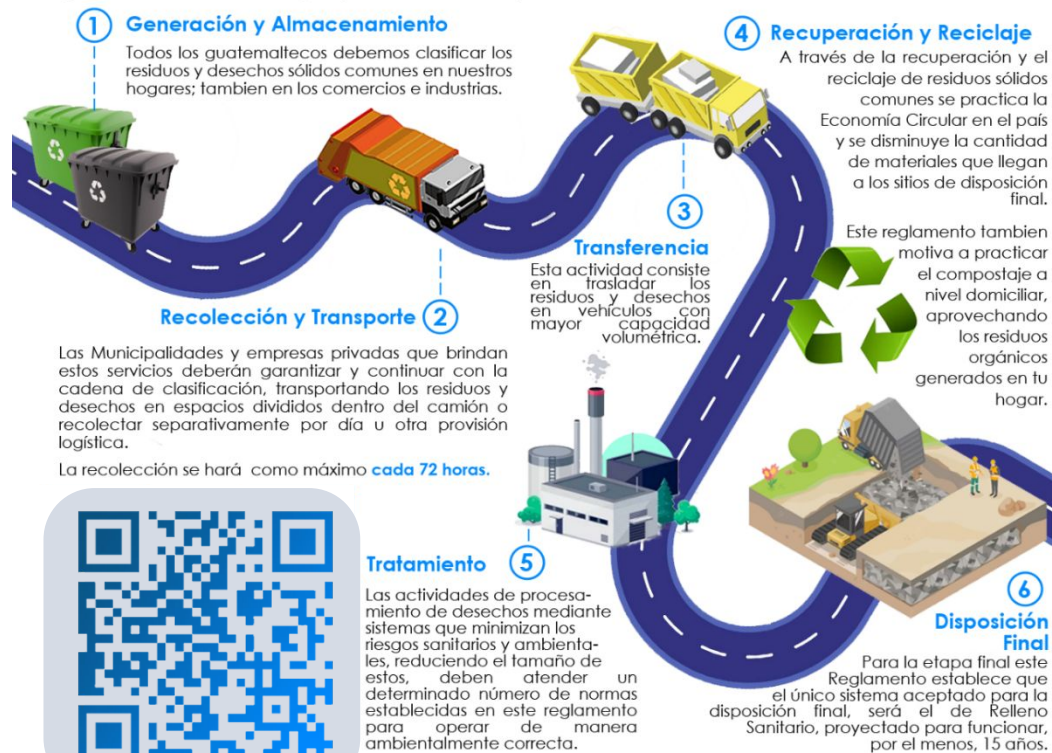 1 Generación y Almacenamiento
Todos los guatemaltecos debemos clasificar los
residuos y desechos sólidos comunes en nuestros
hogares; tambien en los comercios e industrias.
2 Recolección y Transporte
Las Municipalidades y empresas privadas que brindan
estos servicios deberán garantizar y continuar con la
cadena de clasificación, transportando los residuos y
desechos en espacios divididos dentro del camión o
recolectar separativamente por día u otra provisión
logística.
La recolección se hará como máximo cada 72 horas.
3
Transferencia
Esta actividad consiste
en trasladar los
residuos y desechos
en vehículos con
mayor capacidad
volumétrica.
4 Recuperación y Reciclaje
A través de la recuperación y el
reciclaje de residuos sólidos
comunes se practica la
Economía Circular en el país
y se disminuye la cantidad
de materiales que llegan
a los sitios de disposición
final.
Este reglamento tambien
motiva a practicar
el compostaje a
nivel domiciliar,
aprovechando
los residuos
orgánicos
generados en tu
hogar.
Tratamiento 5
Las actividades de procesa-
miento de desechos mediante
sistemas que minimizan los
riesgos sanitarios y ambienta-
les, reduciendo el tamaño de
estos, deben atender un
determinado número de normas
establecidas en este reglamento
para operar de manera
ambientalmente correcta.
6
Disposición
Final
Para la etapa final este
Reglamento establece que
el único sistema aceptado para la
disposición final, será el de Relleno
Sanitario, proyectado para funcionar,
por el menos, 15 años.